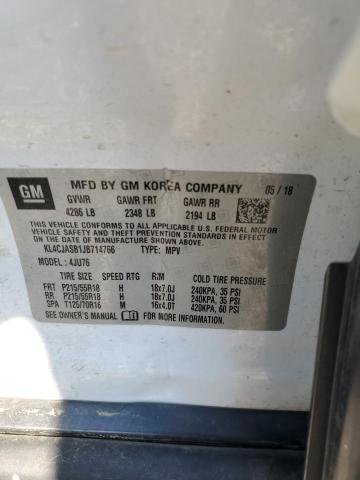 GM
MFD BY GM KOREA COMPANY 05 / 18
GVWR GAWR FRT GAWR RR
4286 LB 2348 LB 2194 LB
THIS VEHICLE CONFORMS TO ALL APPLICABLE U.S. FEDERAL MOTOR
VEHICLE SAFETY, BUMPER, AND THEFT PREVENTION STANDARDS
IN EFFECT ON THE DATE OF MANUFACTURE SHOWN ABOVE.
KL4CJASB1JB714766 TYPE: MPV
MODEL : 4JU76
TIRE SIZE SPEED RTG RIM COLD TIRE PRESSURE
FRT P215/55R18 H 18x7.0J 240KPA, 35 PSI
RR P215/55R18 H 18x7.0J 240KPA, 35 PSI
SPA T125/70R16 M 16x4.0T 420KPA, 60 PSI
SEE OWNER'S MANUAL FOR MORE INFORMATION